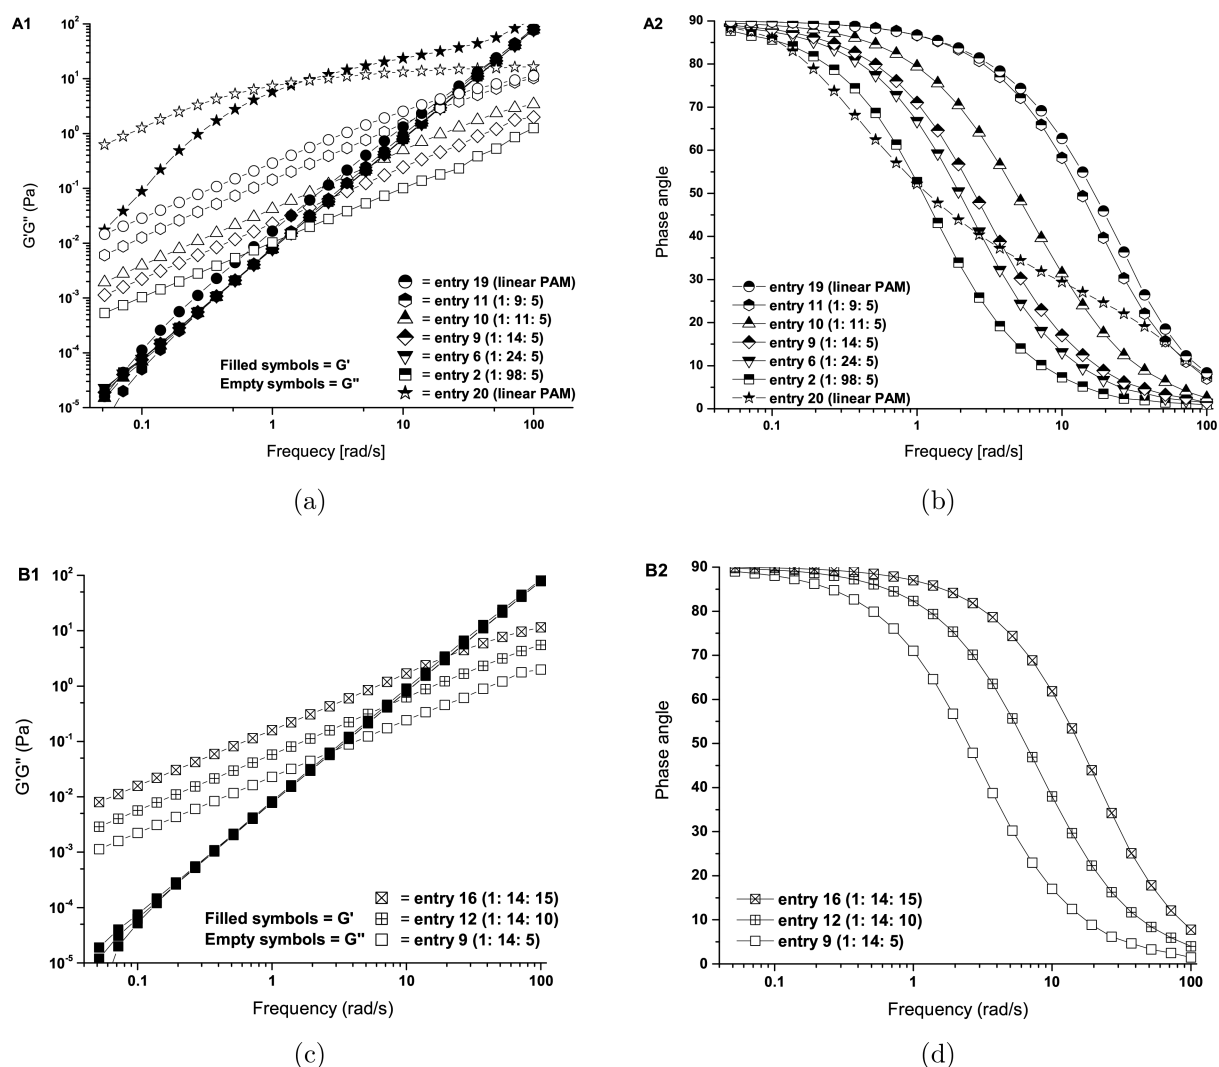 A1
10²
10¹
10⁰
10⁻¹
10⁻²
10⁻³
10⁻⁴
10⁻⁵
G'G" (Pa)
0.1 1 10 100
Frequecy [rad/s]
= entry 19 (linear PAM)
= entry 11 (1: 9: 5)
= entry 10 (1: 11: 5)
= entry 9 (1: 14: 5)
= entry 6 (1: 24: 5)
= entry 2 (1: 98: 5)
= entry 20 (linear PAM)
Filled symbols = G'
Empty symbols = G"
(a)
A2
90
80
70
60
50
40
30
20
10
0
Phase angle
0.1 1 10 100
Frequecy [rad/s]
entry 19 (linear PAM)
entry 11 (1: 9: 5)
entry 10 (1: 11: 5)
entry 9 (1: 14: 5)
entry 6 (1: 24: 5)
entry 2 (1: 98: 5)
entry 20 (linear PAM)
(b)
B1
10²
10¹
10⁰
10⁻¹
10⁻²
10⁻³
10⁻⁴
10⁻⁵
G'G" (Pa)
0.1 1 10 100
Frequency (rad/s)
= entry 16 (1: 14: 15)
= entry 12 (1: 14: 10)
= entry 9 (1: 14: 5)
Filled symbols = G'
Empty symbols = G"
(c)
B2
90
80
70
60
50
40
30
20
10
0
Phase angle
0.1 1 10 100
Frequency (rad/s)
entry 16 (1: 14: 15)
entry 12 (1: 14: 10)
entry 9 (1: 14: 5)
(d)